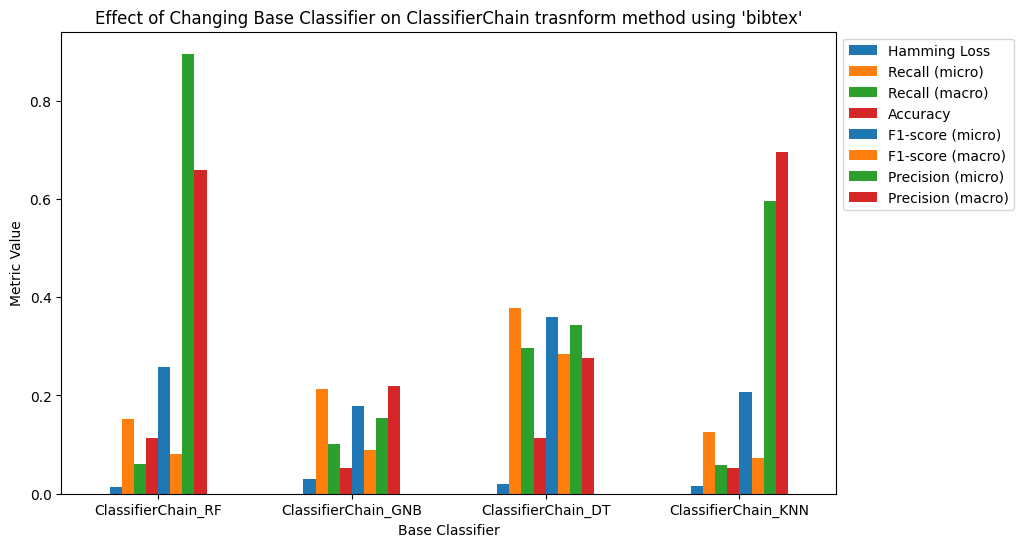 Effect of Changing Base Classifier on ClassifierChain trasnform method using 'bibtex'
Hamming Loss
Recall (micro)
Recall (macro)
Accuracy
F1-score (micro)
F1-score (macro)
Precision (micro)
Precision (macro)
Metric Value
0.8
0.6
0.4
0.2
0.0
ClassifierChain_RF
ClassifierChain_GNB
ClassifierChain_DT
ClassifierChain_KNN
Base Classifier